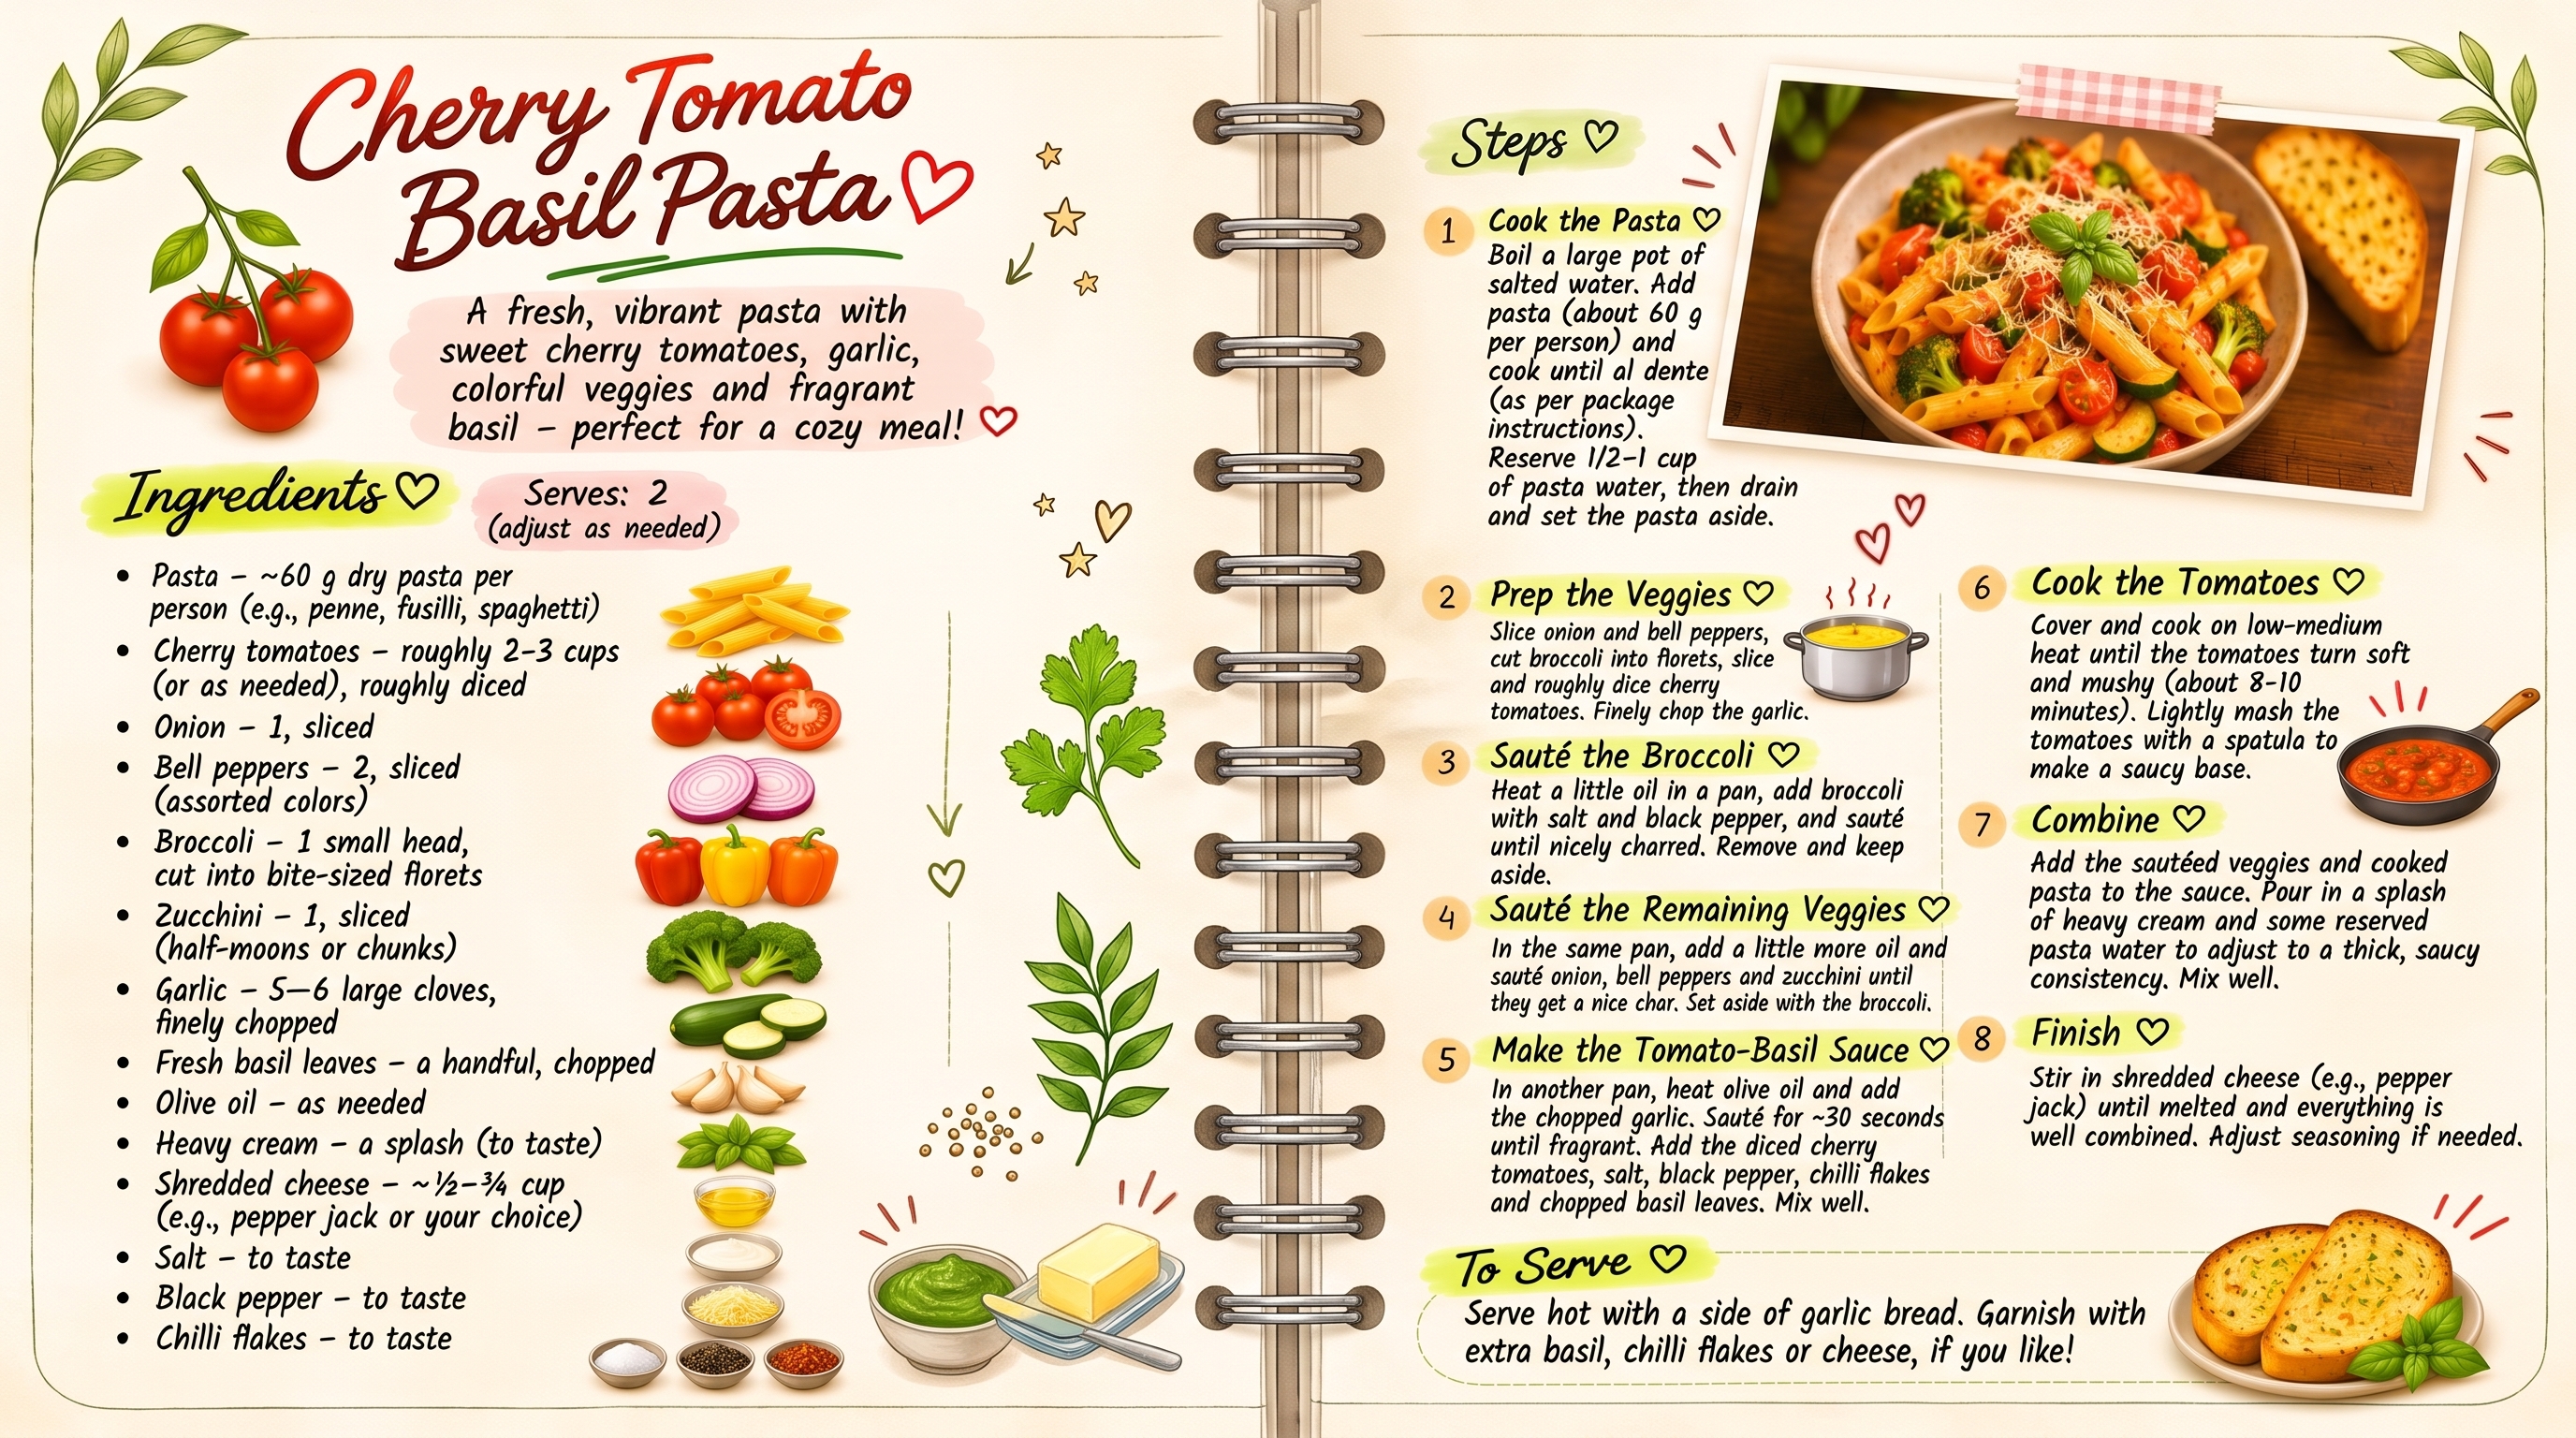 Cherry Tomato
Basil Pasta
A fresh, vibrant pasta with
sweet cherry tomatoes, garlic,
colorful veggies and fragrant
basil – perfect for a cozy meal!
Ingredients
Serves: 2
(adjust as needed)
• Pasta – ~60 g dry pasta per
person (e.g., penne, fusilli, spaghetti)
• Cherry tomatoes – roughly 2–3 cups
(or as needed), roughly diced
• Onion – 1, sliced
• Bell peppers – 2, sliced
(assorted colors)
• Broccoli – 1 small head,
cut into bite-sized florets
• Zucchini – 1, sliced
(half-moons or chunks)
• Garlic – 5—6 large cloves,
finely chopped
• Fresh basil leaves – a handful, chopped
• Olive oil – as needed
• Heavy cream – a splash (to taste)
• Shredded cheese – ~½–¾ cup
(e.g., pepper jack or your choice)
• Salt – to taste
• Black pepper – to taste
• Chilli flakes – to taste
Steps
1 Cook the Pasta
Boil a large pot of
salted water. Add
pasta (about 60 g
per person) and
cook until al dente
(as per package
instructions).
Reserve 1/2–1 cup
of pasta water, then drain
and set the pasta aside.
2 Prep the Veggies
Slice onion and bell peppers,
cut broccoli into florets, slice
and roughly dice cherry
tomatoes. Finely chop the garlic.
3 Sauté the Broccoli
Heat a little oil in a pan, add broccoli
with salt and black pepper, and sauté
until nicely charred. Remove and keep
aside.
4 Sauté the Remaining Veggies
In the same pan, add a little more oil and
sauté onion, bell peppers and zucchini until
they get a nice char. Set aside with the broccoli.
5 Make the Tomato-Basil Sauce
In another pan, heat olive oil and add
the chopped garlic. Sauté for ~30 seconds
until fragrant. Add the diced cherry
tomatoes, salt, black pepper, chilli flakes
and chopped basil leaves. Mix well.
6 Cook the Tomatoes
Cover and cook on low-medium
heat until the tomatoes turn soft
and mushy (about 8–10
minutes). Lightly mash the
tomatoes with a spatula to
make a saucy base.
7 Combine
Add the sautéed veggies and cooked
pasta to the sauce. Pour in a splash
of heavy cream and some reserved
pasta water to adjust to a thick, saucy
consistency. Mix well.
8 Finish
Stir in shredded cheese (e.g., pepper
jack) until melted and everything is
well combined. Adjust seasoning if needed.
To Serve
Serve hot with a side of garlic bread. Garnish with
extra basil, chilli flakes or cheese, if you like!